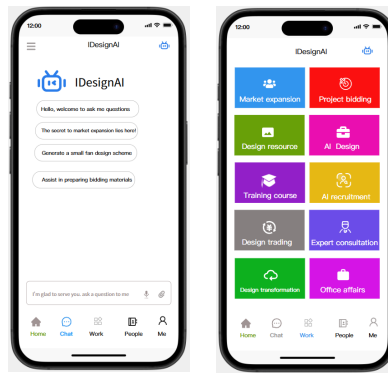 12:00
IDesignAI
IDesignAI
Hello, welcome to ask me questions
The secret to market expansion lies here!
Generate a small fan design scheme
Assist in preparing bidding materials
I'm glad to serve you. ask a question to me
Home Chat Work People Me
12:00
IDesignAI
Market expansion Project bidding
Design resource AI Design
Training course AI recruitment
Design trading Expert consultation
Design transformation Office affairs
Home Chat Work People Me